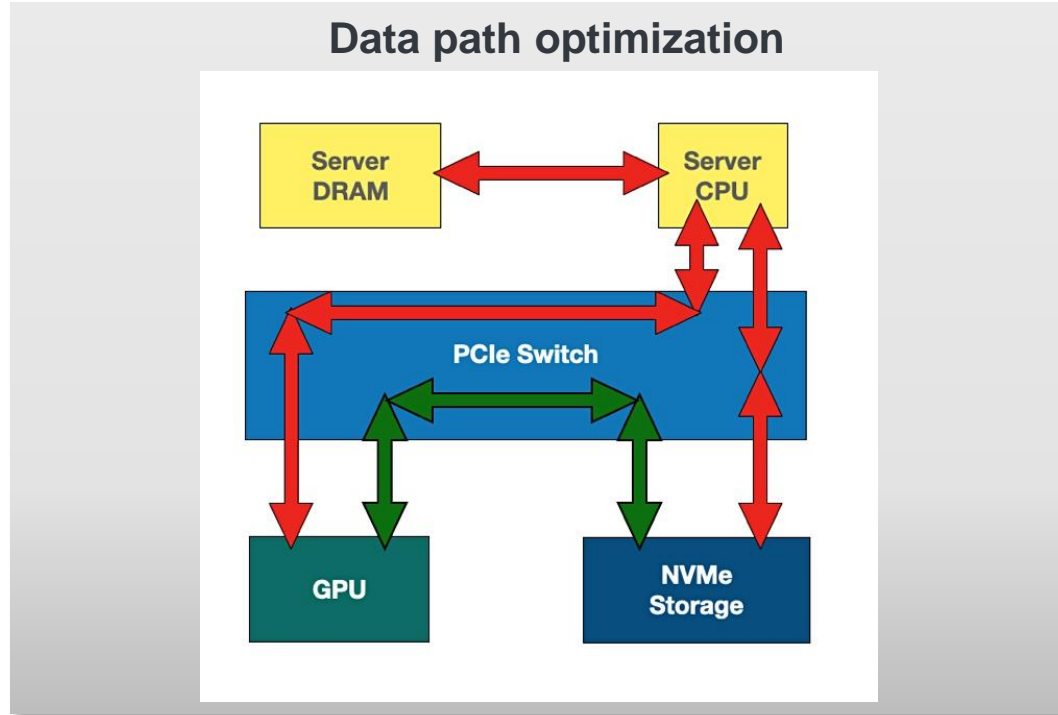 Data path optimization
Server
DRAM
Server
CPU
PCIe Switch
GPU
NVMe
Storage